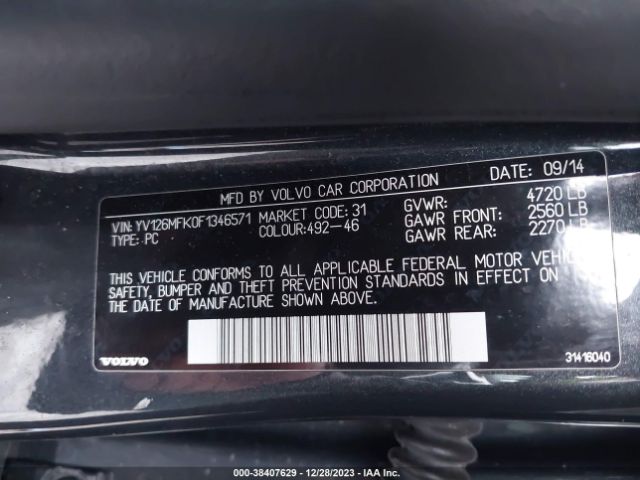 MFD BY VOLVO CAR CORPORATION DATE: 09/14
VIN: YV126MFK0F1346571 MARKET CODE: 31 GVWR: 4720 LB
TYPE: PC COLOUR:492-46 GAWR FRONT: 2560 LB
GAWR REAR: 2270 LB
THIS VEHICLE CONFORMS TO ALL APPLICABLE FEDERAL MOTOR VEHICLE
SAFETY, BUMPER AND THEFT PREVENTION STANDARDS IN EFFECT ON
THE DATE OF MANUFACTURE SHOWN ABOVE.
VOLVO 31416040
000-38407629 - 12/28/2023 - IAA Inc.